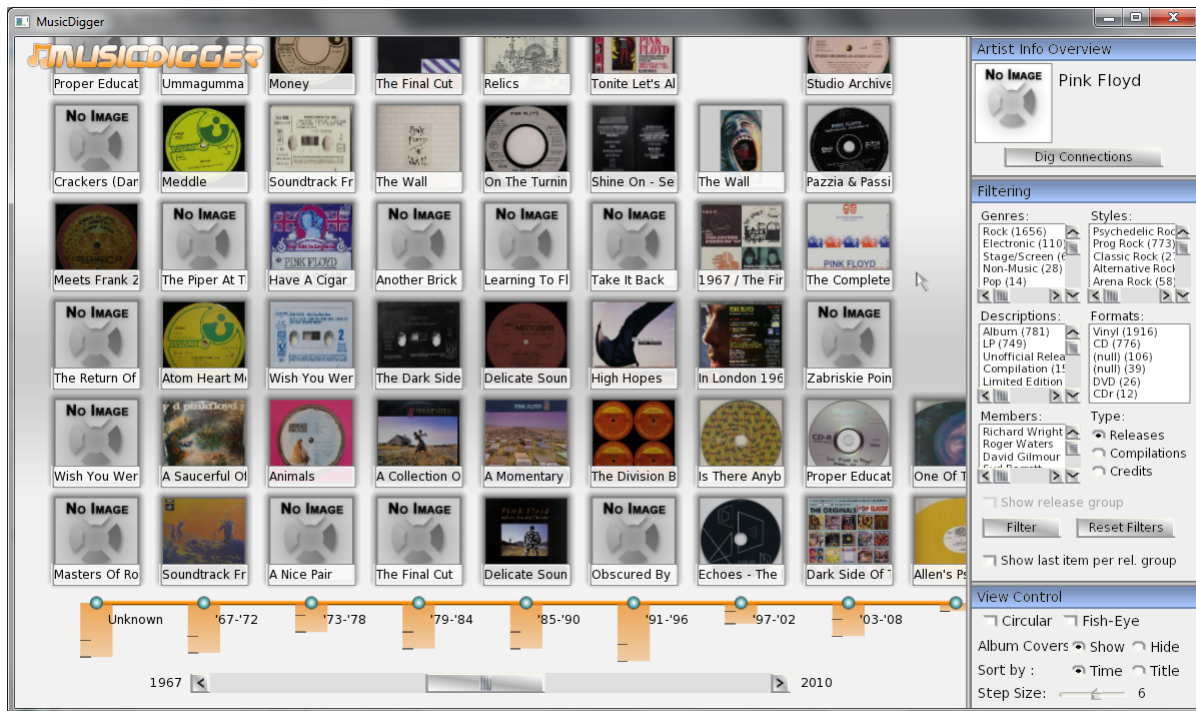 MusicDigger
MUSICDIGGER
Proper Educat
Ummagumma
Money
The Final Cut
Relics
Tonite Let's Al
Studio Archive
No Image
Crackers (Dar
Meddle
Soundtrack Fr
The Wall
On The Turnin
Shine On - Se
The Wall
Pazzia & Passi
Meets Frank Z
No Image
The Piper At T
Have A Cigar
PINK FLOYD
No Image
Another Brick
No Image
Learning To Fl
No Image
Take It Back
1967 / The Fir
PINK FLOYD
The Complete
No Image
The Return Of
Atom Heart M
Wish You Wer
The Dark Side
Delicate Soun
High Hopes
In London 196
No Image
Zabriskie Poin
No Image
Wish You Wer
A Saucerful Of
Animals
A Collection O
A Momentary
The Division B
Is There Anyb
CD-R
Proper Educat
One Of T
No Image
Masters Of Ro
Soundtrack Fr
No Image
A Nice Pair
No Image
The Final Cut
Pink Floyd
Delicate Soun
No Image
Obscured By
Echoes - The
THE ORIGINALS
Dark Side Of T
Allen's Ps
Unknown
'67-'72
'73-'78
'79-'84
'85-'90
'91-'96
'97-'02
'03-'08
1967
2010
Artist Info Overview
No Image
Pink Floyd
Dig Connections
Filtering
Genres:
Rock (1656)
Electronic (110
Stage/Screen (6
Non-Music (28)
Pop (14)
Styles:
Psychedelic Roc
Prog Rock (773)
Classic Rock (2
Alternative Rock
Arena Rock (58)
Descriptions:
Album (781)
LP (749)
Unofficial Relea
Compilation (15
Limited Edition
Formats:
Vinyl (1916)
CD (776)
(null) (106)
(null) (39)
DVD (26)
CDr (12)
Members:
Richard Wright
Roger Waters
David Gilmour
Type:
Releases
Compilations
Credits
Show release group
Filter
Reset Filters
Show last item per rel. group
View Control
Circular
Fish-Eye
Album Covers
Show
Hide
Sort by :
Time
Title
Step Size:
6